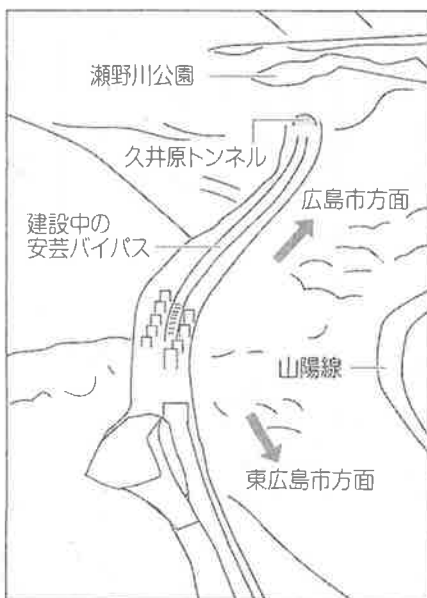 瀬野川公園
久井原トンネル
広島市方面
建設中の
安芸バイパス
山陽線
東広島市方面